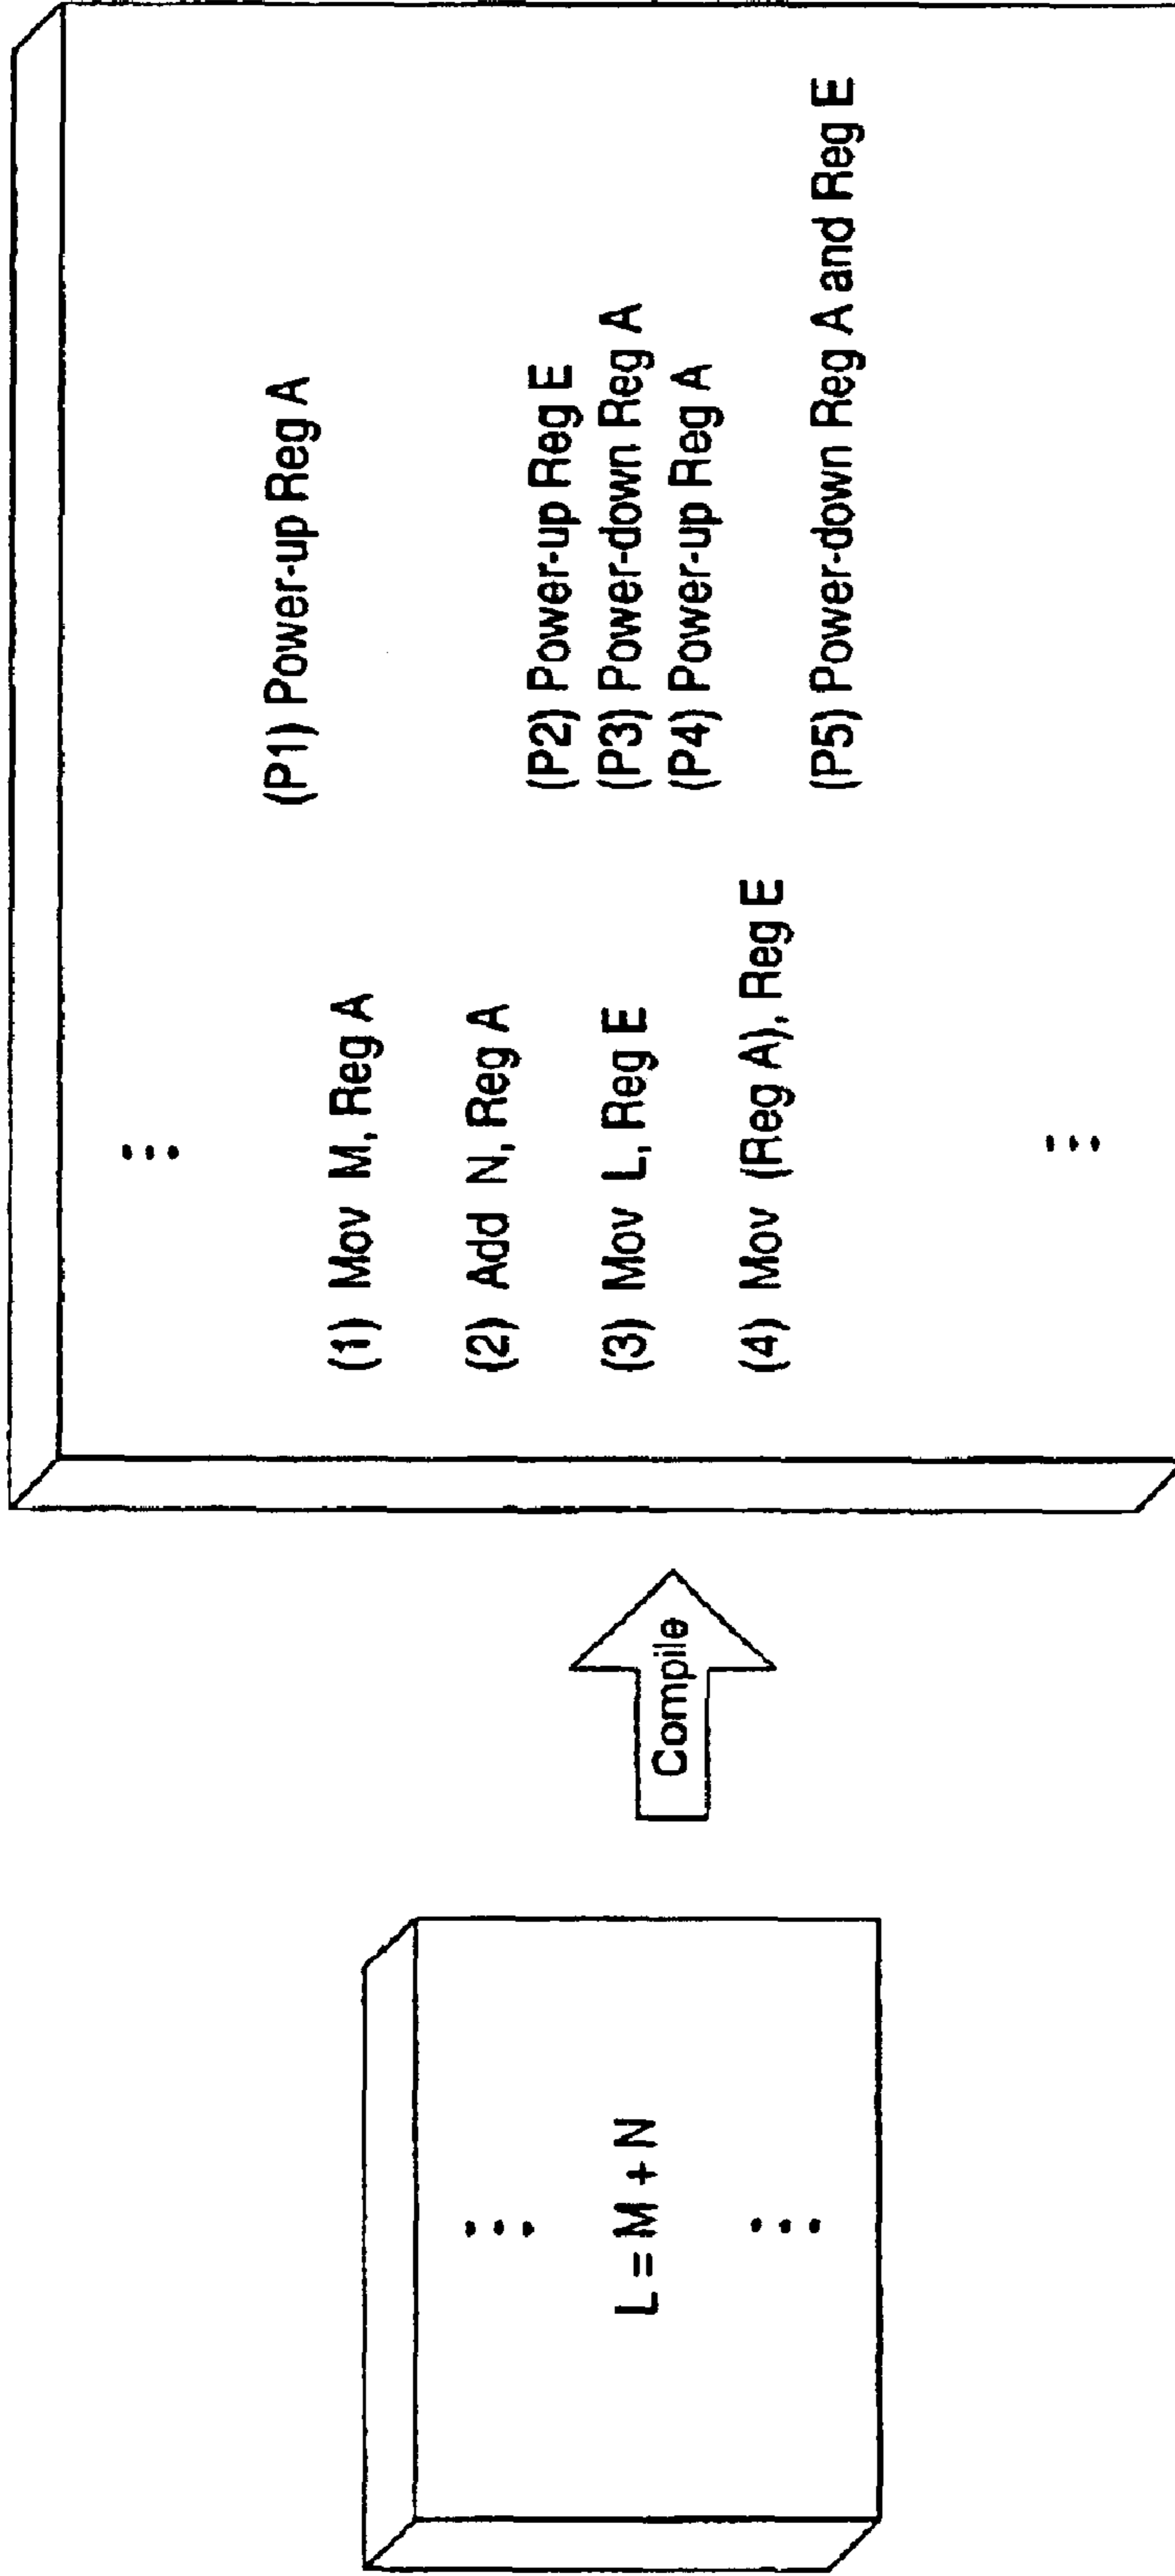 L = M + N
Compile
(P1) Power-up Reg A
(1) Mov M, Reg A
(2) Add N, Reg A
(P2) Power-up Reg E
(3) Mov L, Reg E
(P3) Power-down Reg A
(P4) Power-up Reg A
(4) Mov (Reg A), Reg E
(P5) Power-down Reg A and Reg E